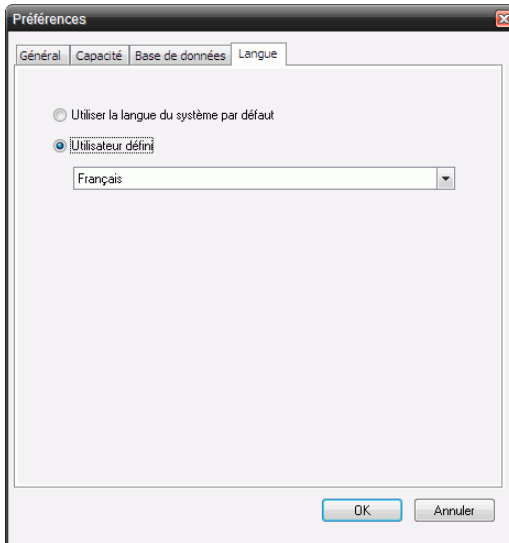 Préférences
Général Capacité Base de données Langue
Utiliser la langue du système par défaut
Utilisateur défini
Français
OK Annuler